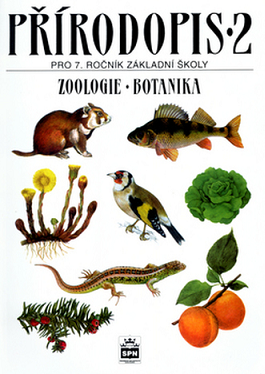 PŘÍRODOPIS·2
PRO 7. ROČNÍK ZÁKLADNÍ ŠKOLY
ZOOLOGIE · BOTANIKA
SPN